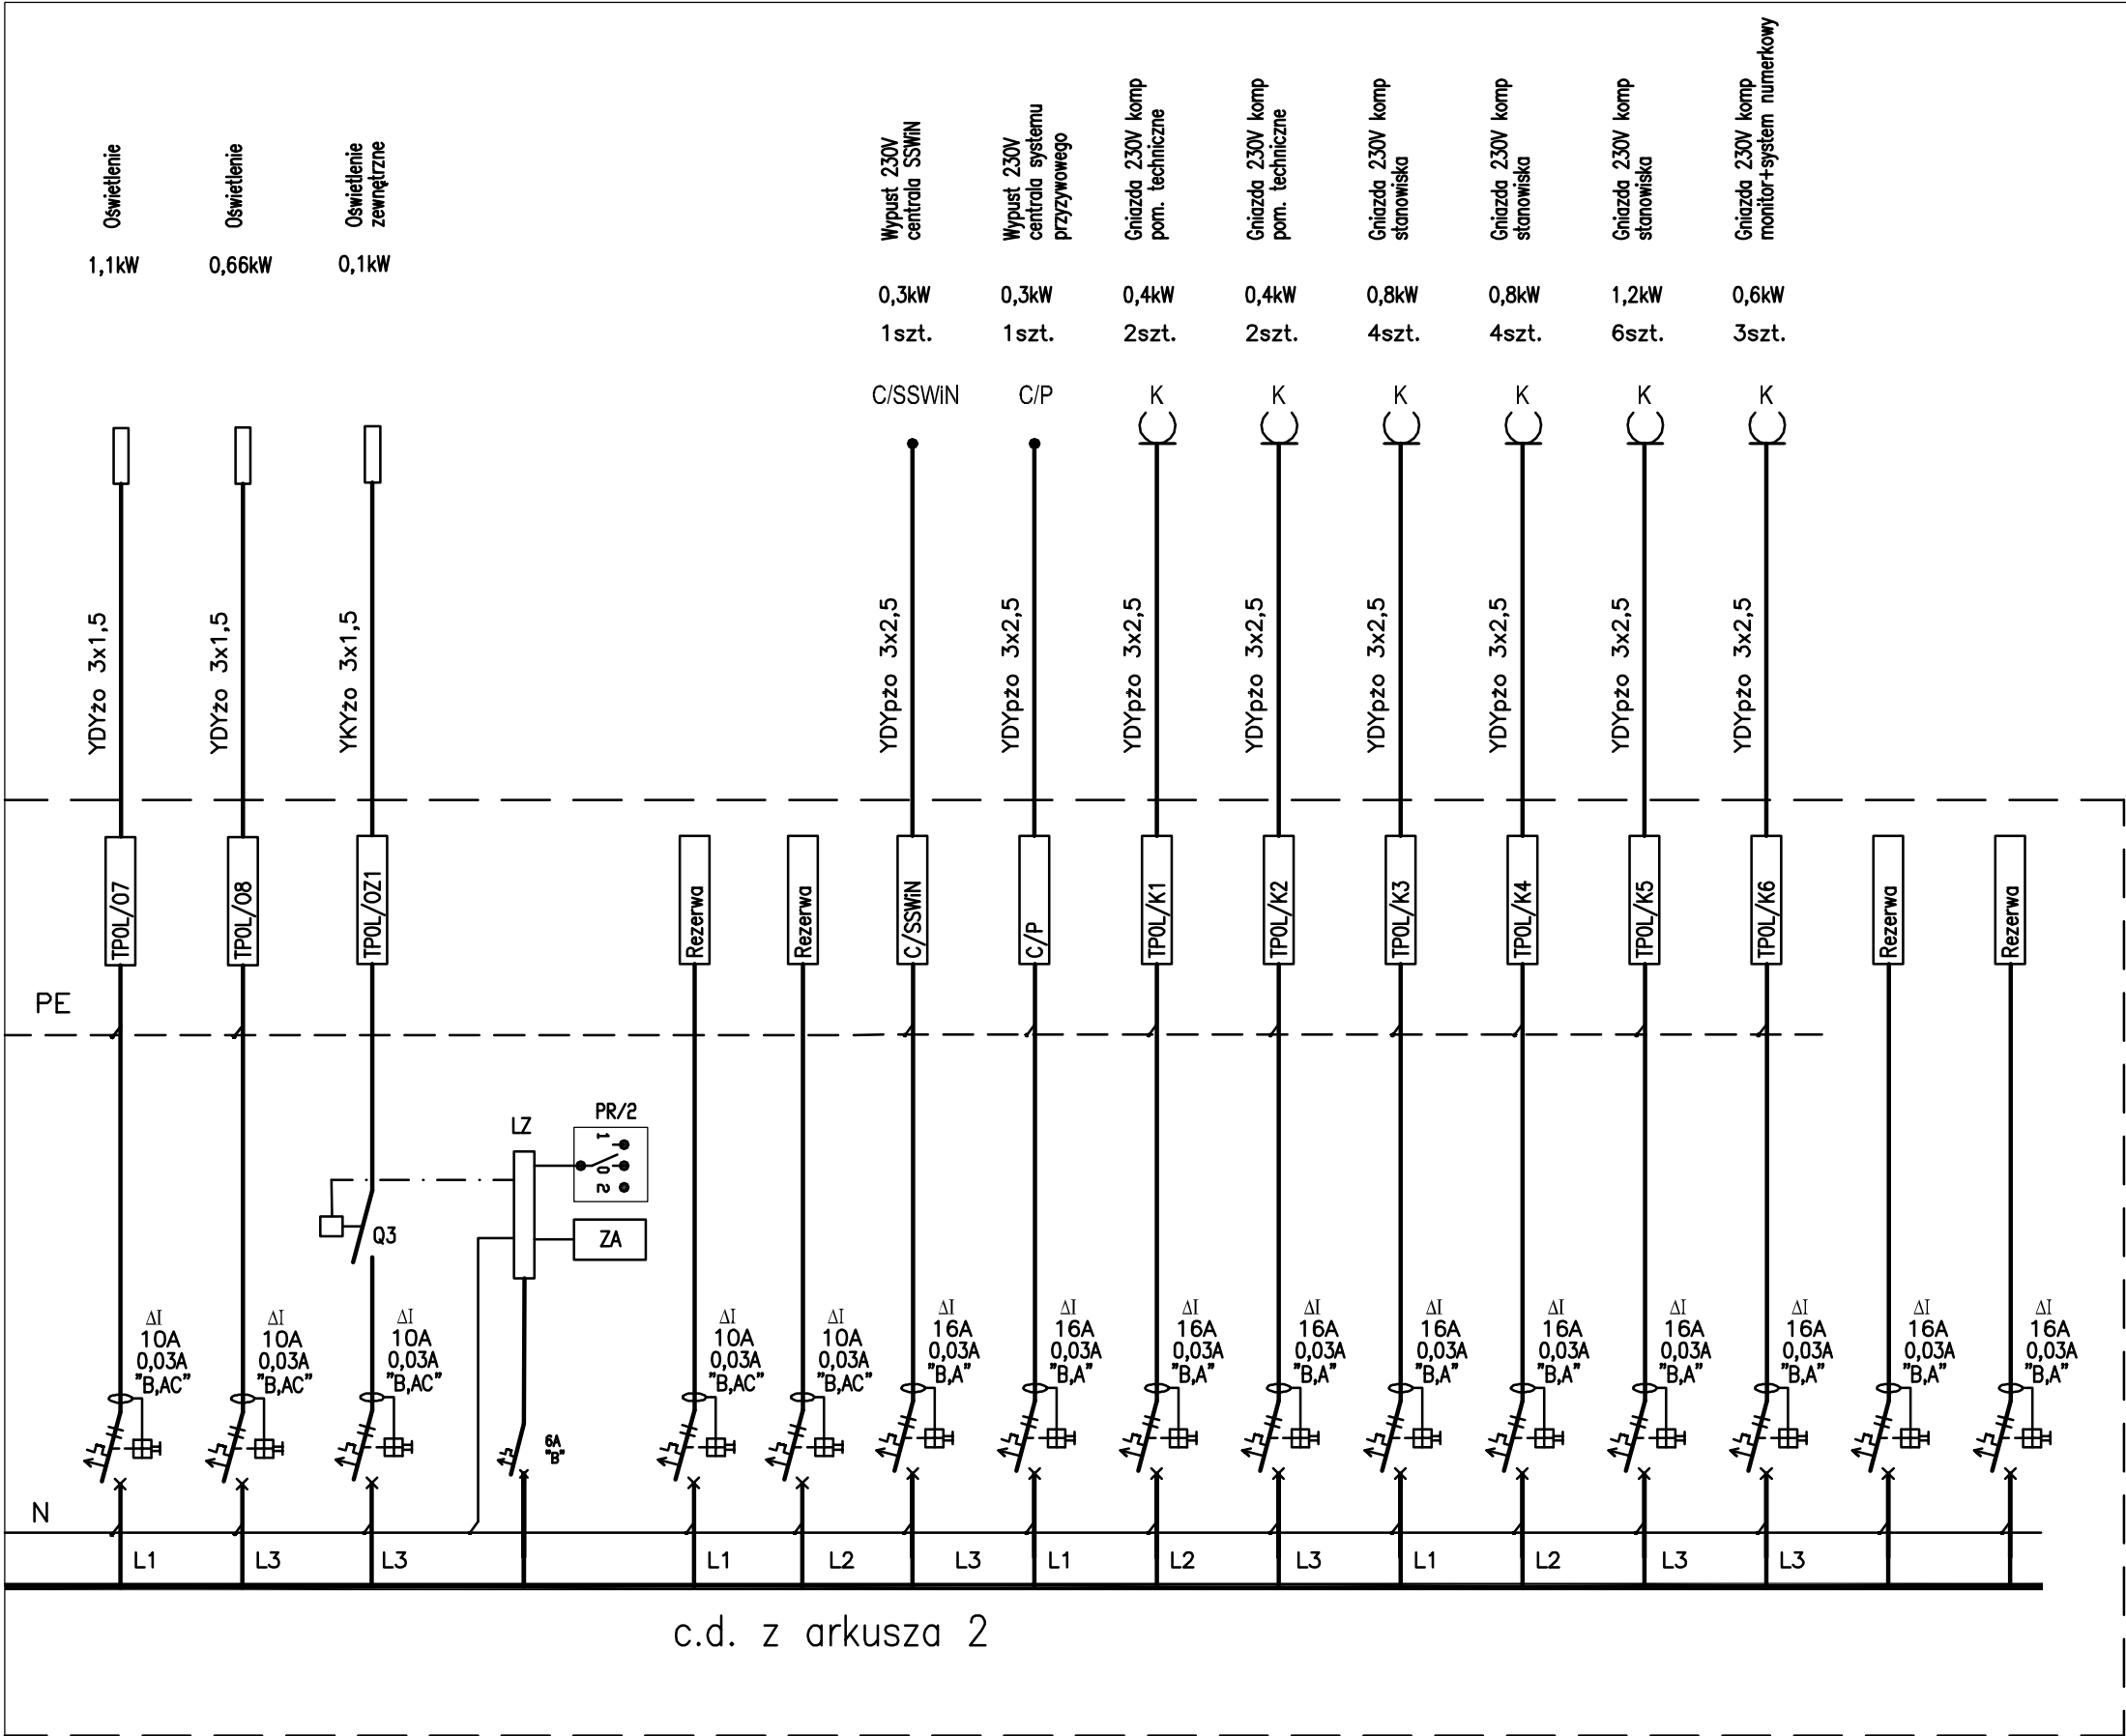 Oświetlenie
Oświetlenie
Oświetlenie
zewnętrzne
Wypust 230V
centrala SSWiN
Wypust 230V
centrala systemu
przyzywowego
Gniazda 230V komp
pom. techniczne
Gniazda 230V komp
pom. techniczne
Gniazda 230V komp
stanowiska
Gniazda 230V komp
stanowiska
Gniazda 230V komp
stanowiska
Gniazda 230V komp
monitor+system numerkowy
1,1kW
0,66kW
0,1kW
0,3kW
0,3kW
0,4kW
0,4kW
0,8kW
0,8kW
1,2kW
0,6kW
1szt.
1szt.
2szt.
2szt.
4szt.
4szt.
6szt.
3szt.
C/SSWiN
C/P
K
K
K
K
K
K
YDYżo 3x1,5
YDYżo 3x1,5
YKYżo 3x1,5
YDYpżo 3x2,5
YDYpżo 3x2,5
YDYpżo 3x2,5
YDYpżo 3x2,5
YDYpżo 3x2,5
YDYpżo 3x2,5
YDYpżo 3x2,5
YDYpżo 3x2,5
TPOL/O7
TPOL/O8
TPOL/OZ1
Rezerwa
Rezerwa
C/SSWiN
C/P
TPOL/K1
TPOL/K2
TPOL/K3
TPOL/K4
TPOL/K5
TPOL/K6
Rezerwa
Rezerwa
PE
LZ
PR/2
1
0
2
Q3
ZA
ΔI
10A
0,03A
"B,AC"
ΔI
10A
0,03A
"B,AC"
ΔI
10A
0,03A
"B,AC"
6A
"B"
ΔI
10A
0,03A
"B,AC"
ΔI
10A
0,03A
"B,AC"
ΔI
16A
0,03A
"B,A"
ΔI
16A
0,03A
"B,A"
ΔI
16A
0,03A
"B,A"
ΔI
16A
0,03A
"B,A"
ΔI
16A
0,03A
"B,A"
ΔI
16A
0,03A
"B,A"
ΔI
16A
0,03A
"B,A"
ΔI
16A
0,03A
"B,A"
ΔI
16A
0,03A
"B,A"
ΔI
16A
0,03A
"B,A"
N
L1
L3
L3
L1
L2
L3
L1
L2
L3
L1
L2
L3
L3
c.d. z arkusza 2